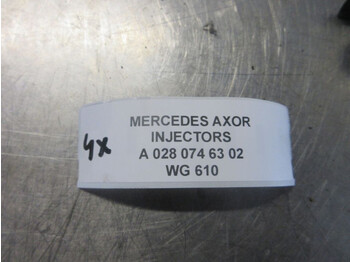 4x
MERCEDES AXOR
INJECTORS
A 028 074 63 02
WG 610